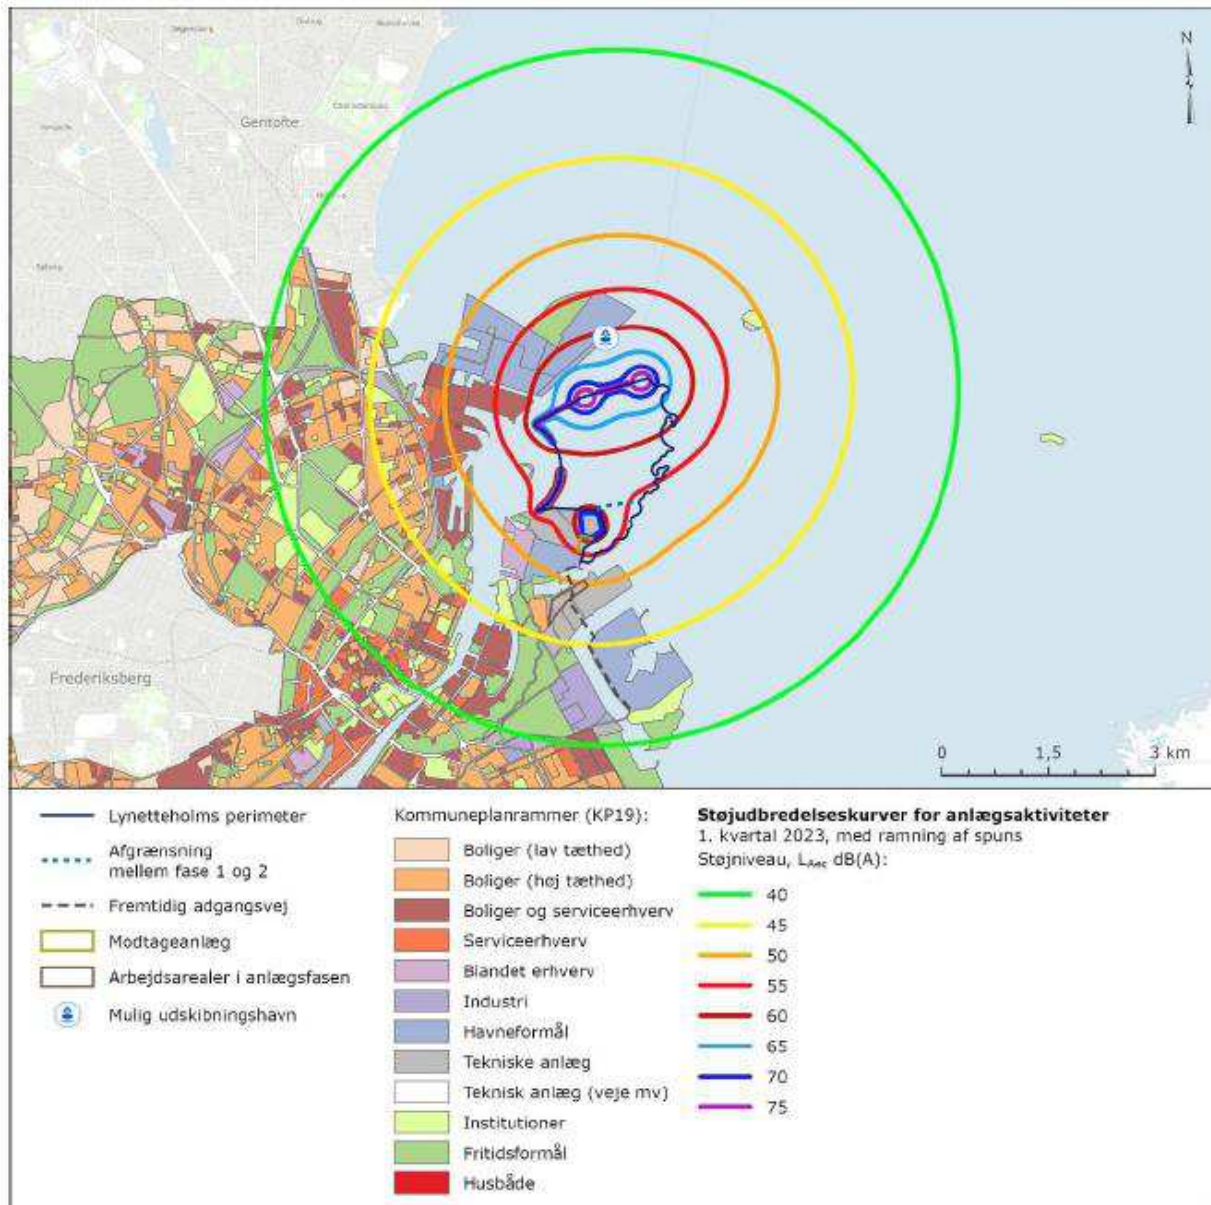 N
Gentofte
Frederiksberg
0 1,5 3 km
Lynetteholms perimeter
Afgrænsning
mellem fase 1 og 2
Fremtidig adgangsvej
Modtageanlæg
Arbejdsarealer i anlægsfasen
Mulig udskibningshavn
Kommuneplanrammer (KP19):
Boliger (lav tæthed)
Boliger (høj tæthed)
Boliger og serviceerhverv
Serviceerhverv
Blandet erhverv
Industri
Havneformål
Tekniske anlæg
Teknisk anlæg (veje mv)
Institutioner
Fritidsformål
Husbåde
Støjudbredelseskurver for anlægsaktiviteter
1. kvartal 2023, med ramning af spuns
Støjniveau, dB(A):
40
45
50
55
60
65
70
75